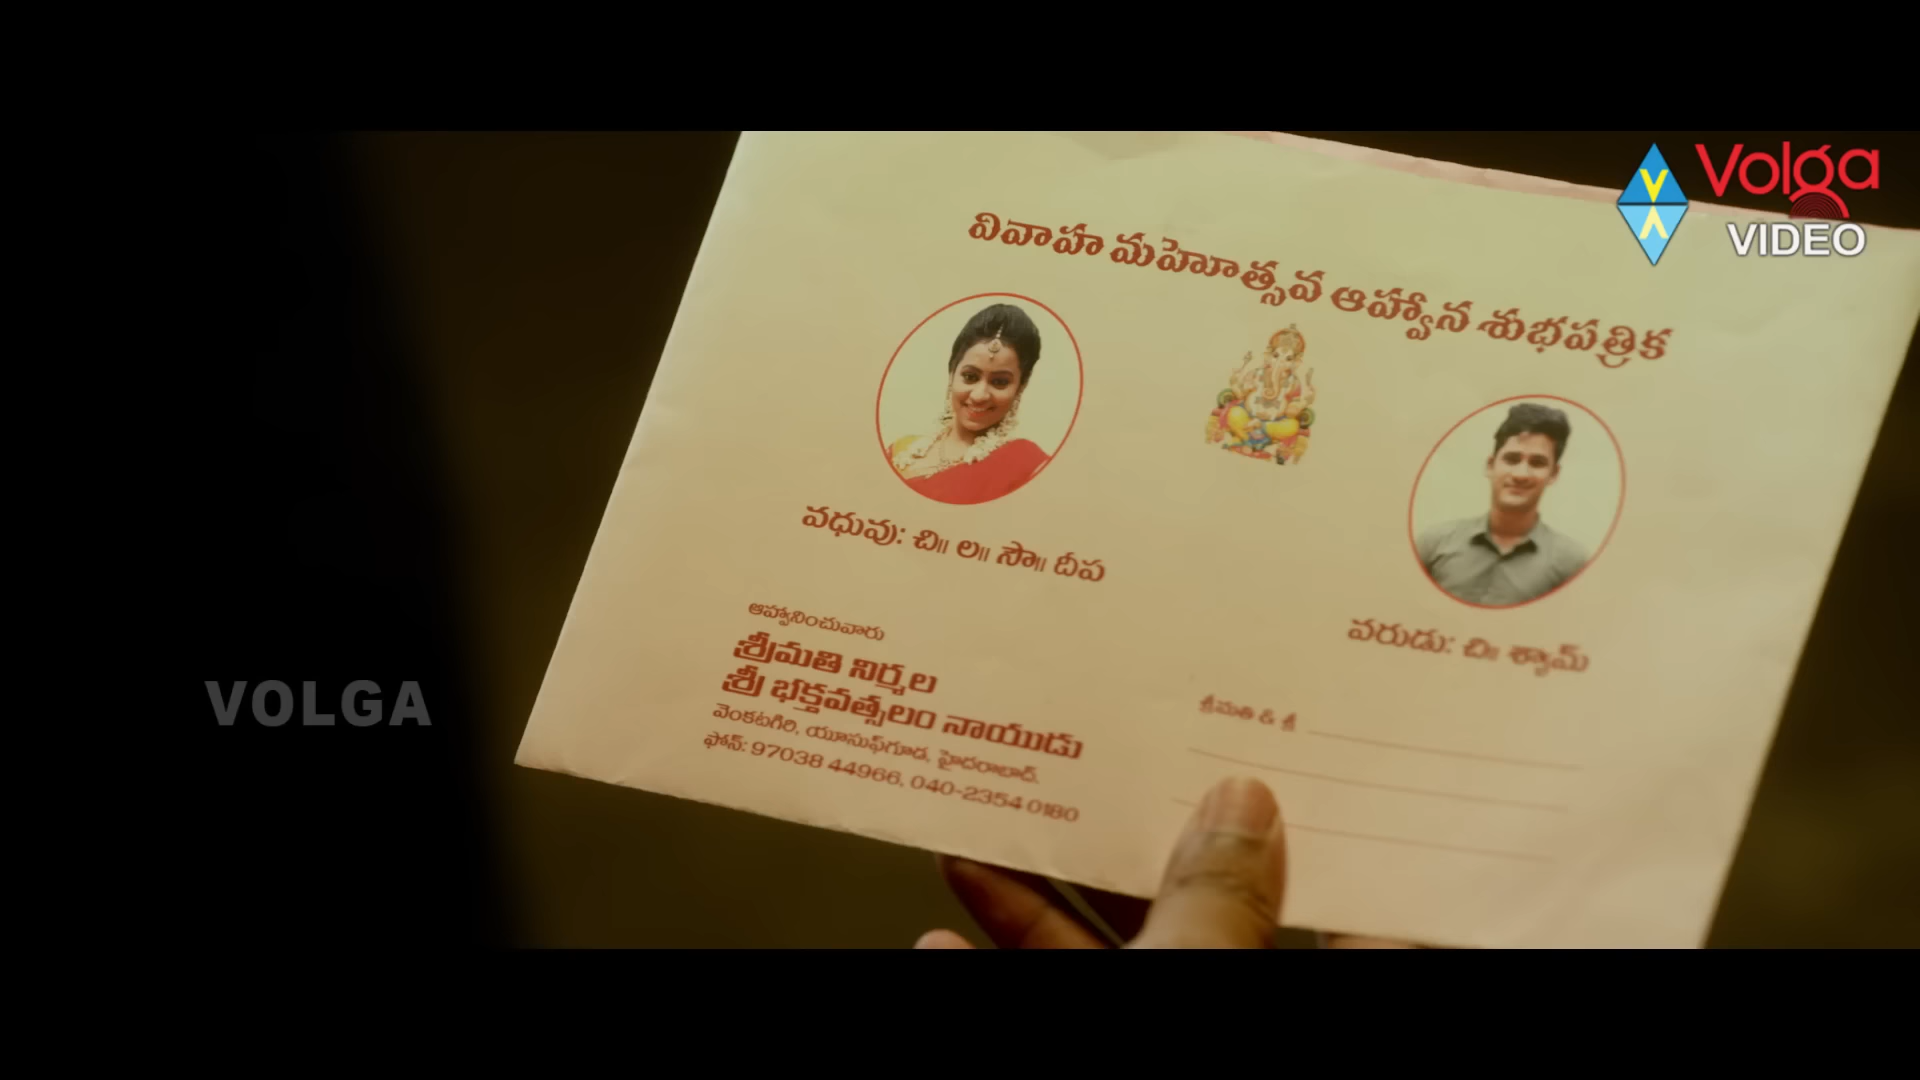 Volga
VIDEO
వివాహ మహోత్సవ ఆహ్వాన శుభపత్రిక
వధువు: చి॥ ల॥ సౌ॥ దీప
వరుడు: చి॥ శ్యామ్
ఆహ్వానించువారు
శ్రీమతి నిర్మల
శ్రీ భక్తవత్సలం నాయుడు
వెంకటగిరి, యూసుఫ్‌గూడ, హైదరాబాద్.
ఫోన్: 97038 44966, 040-2354 0180
శ్రీమతి & శ్రీ
VOLGA